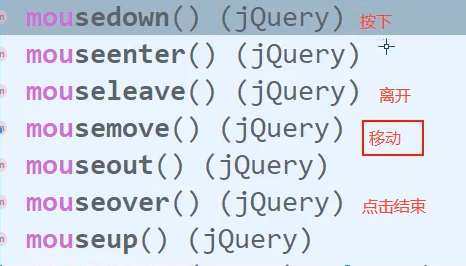 mousedown() (jQuery) 按下
mouseenter() (jQuery)
mouseleave() (jQuery) 离开
mousemove() (jQuery) 移动
mouseout() (jQuery)
mouseover() (jQuery) 点击结束
mouseup() (jQuery)